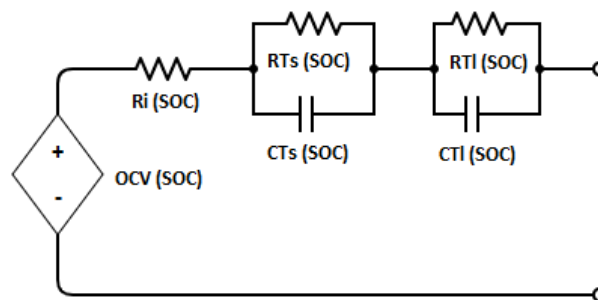 RTs (SOC)
RTl (SOC)
Ri (SOC)
CTs (SOC)
CTl (SOC)
+
OCV (SOC)
-